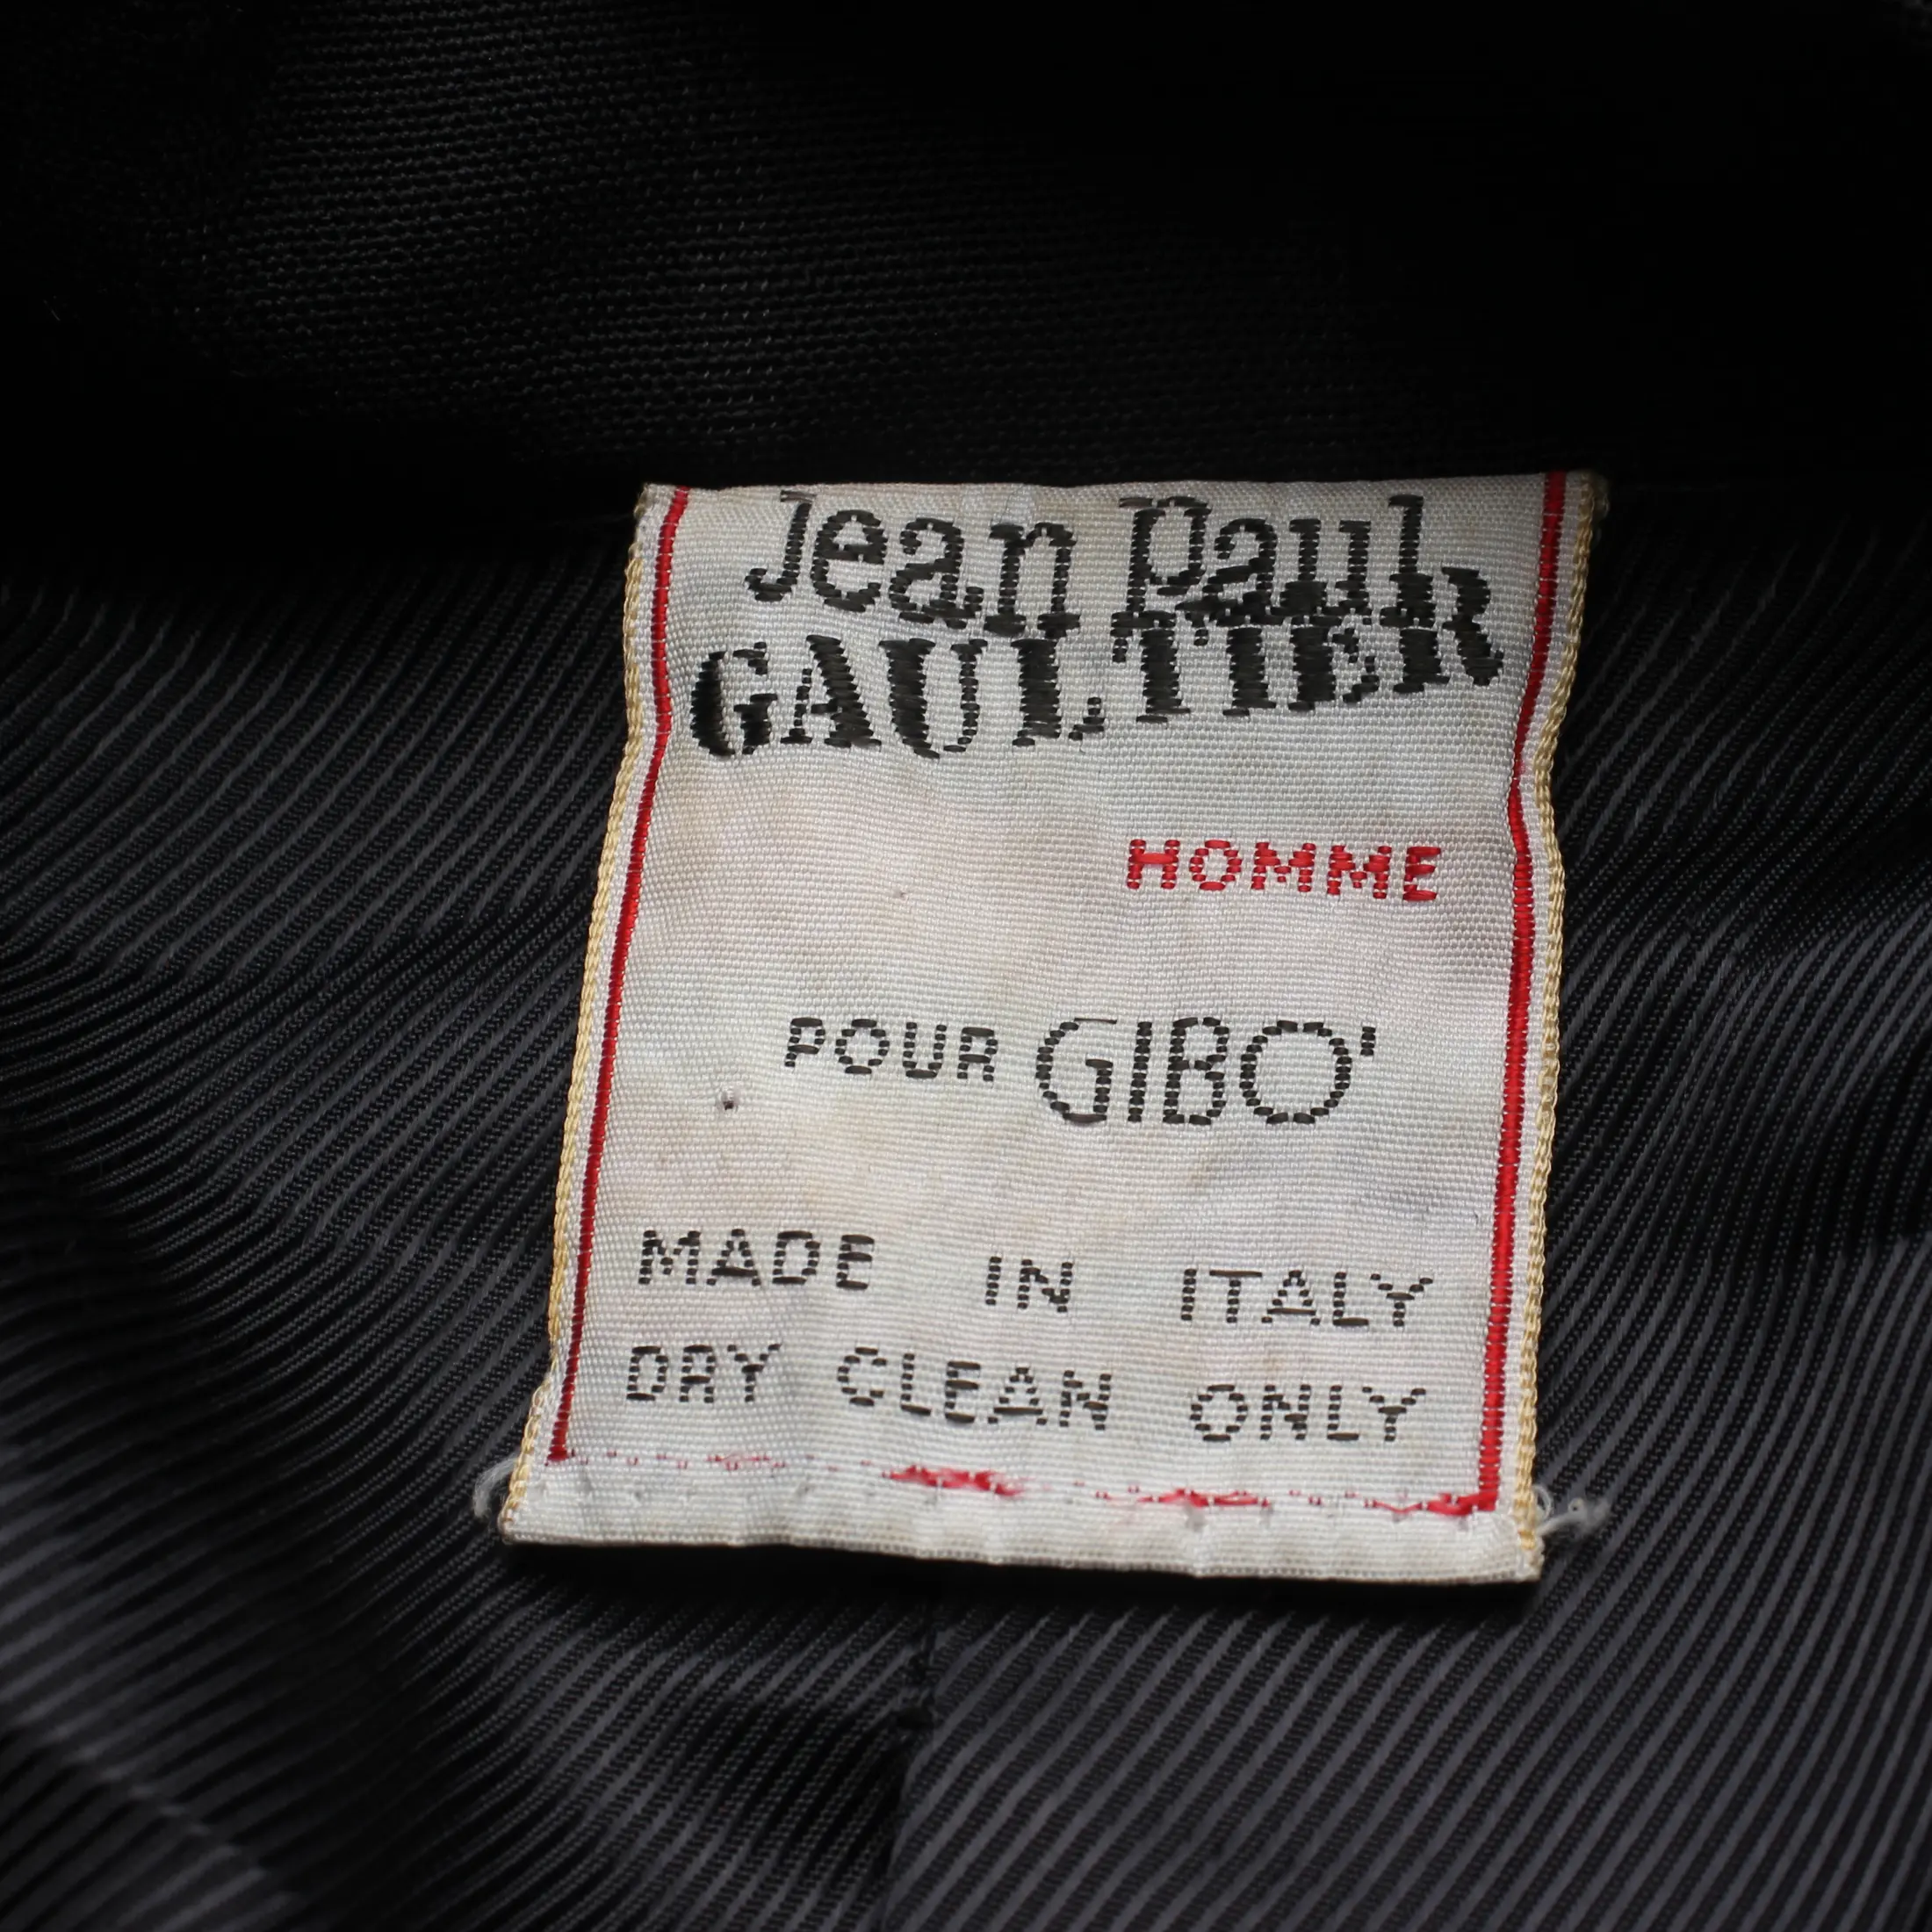 Jean Paul
GAULTIER
HOMME
POUR GIBO'
MADE IN ITALY
DRY CLEAN ONLY